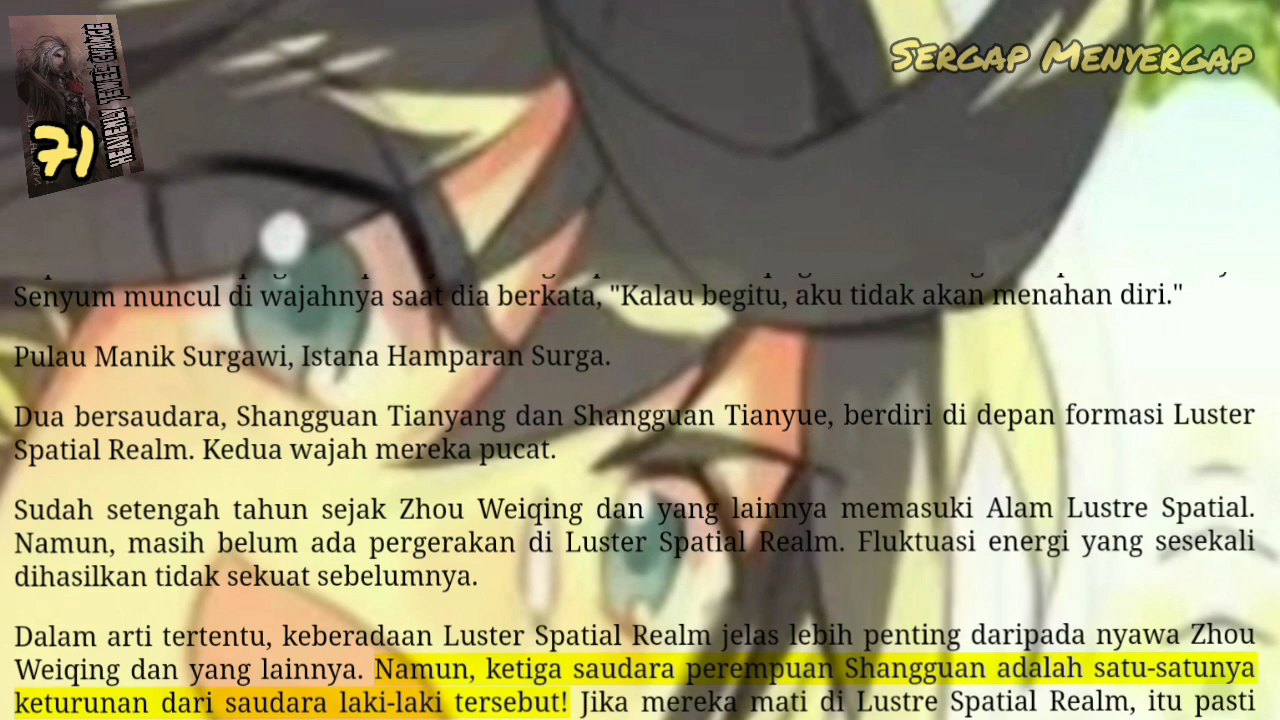 HEAVENLY JEWEL CHANGE
71
Sergap Menyergap
Senyum muncul di wajahnya saat dia berkata, "Kalau begitu, aku tidak akan menahan diri."
Pulau Manik Surgawi, Istana Hamparan Surga.
Dua bersaudara, Shangguan Tianyang dan Shangguan Tianyue, berdiri di depan formasi Luster
Spatial Realm. Kedua wajah mereka pucat.
Sudah setengah tahun sejak Zhou Weiqing dan yang lainnya memasuki Alam Lustre Spatial.
Namun, masih belum ada pergerakan di Luster Spatial Realm. Fluktuasi energi yang sesekali
dihasilkan tidak sekuat sebelumnya.
Dalam arti tertentu, keberadaan Luster Spatial Realm jelas lebih penting daripada nyawa Zhou
Weiqing dan yang lainnya. Namun, ketiga saudara perempuan Shangguan adalah satu-satunya
keturunan dari saudara laki-laki tersebut! Jika mereka mati di Lustre Spatial Realm, itu pasti